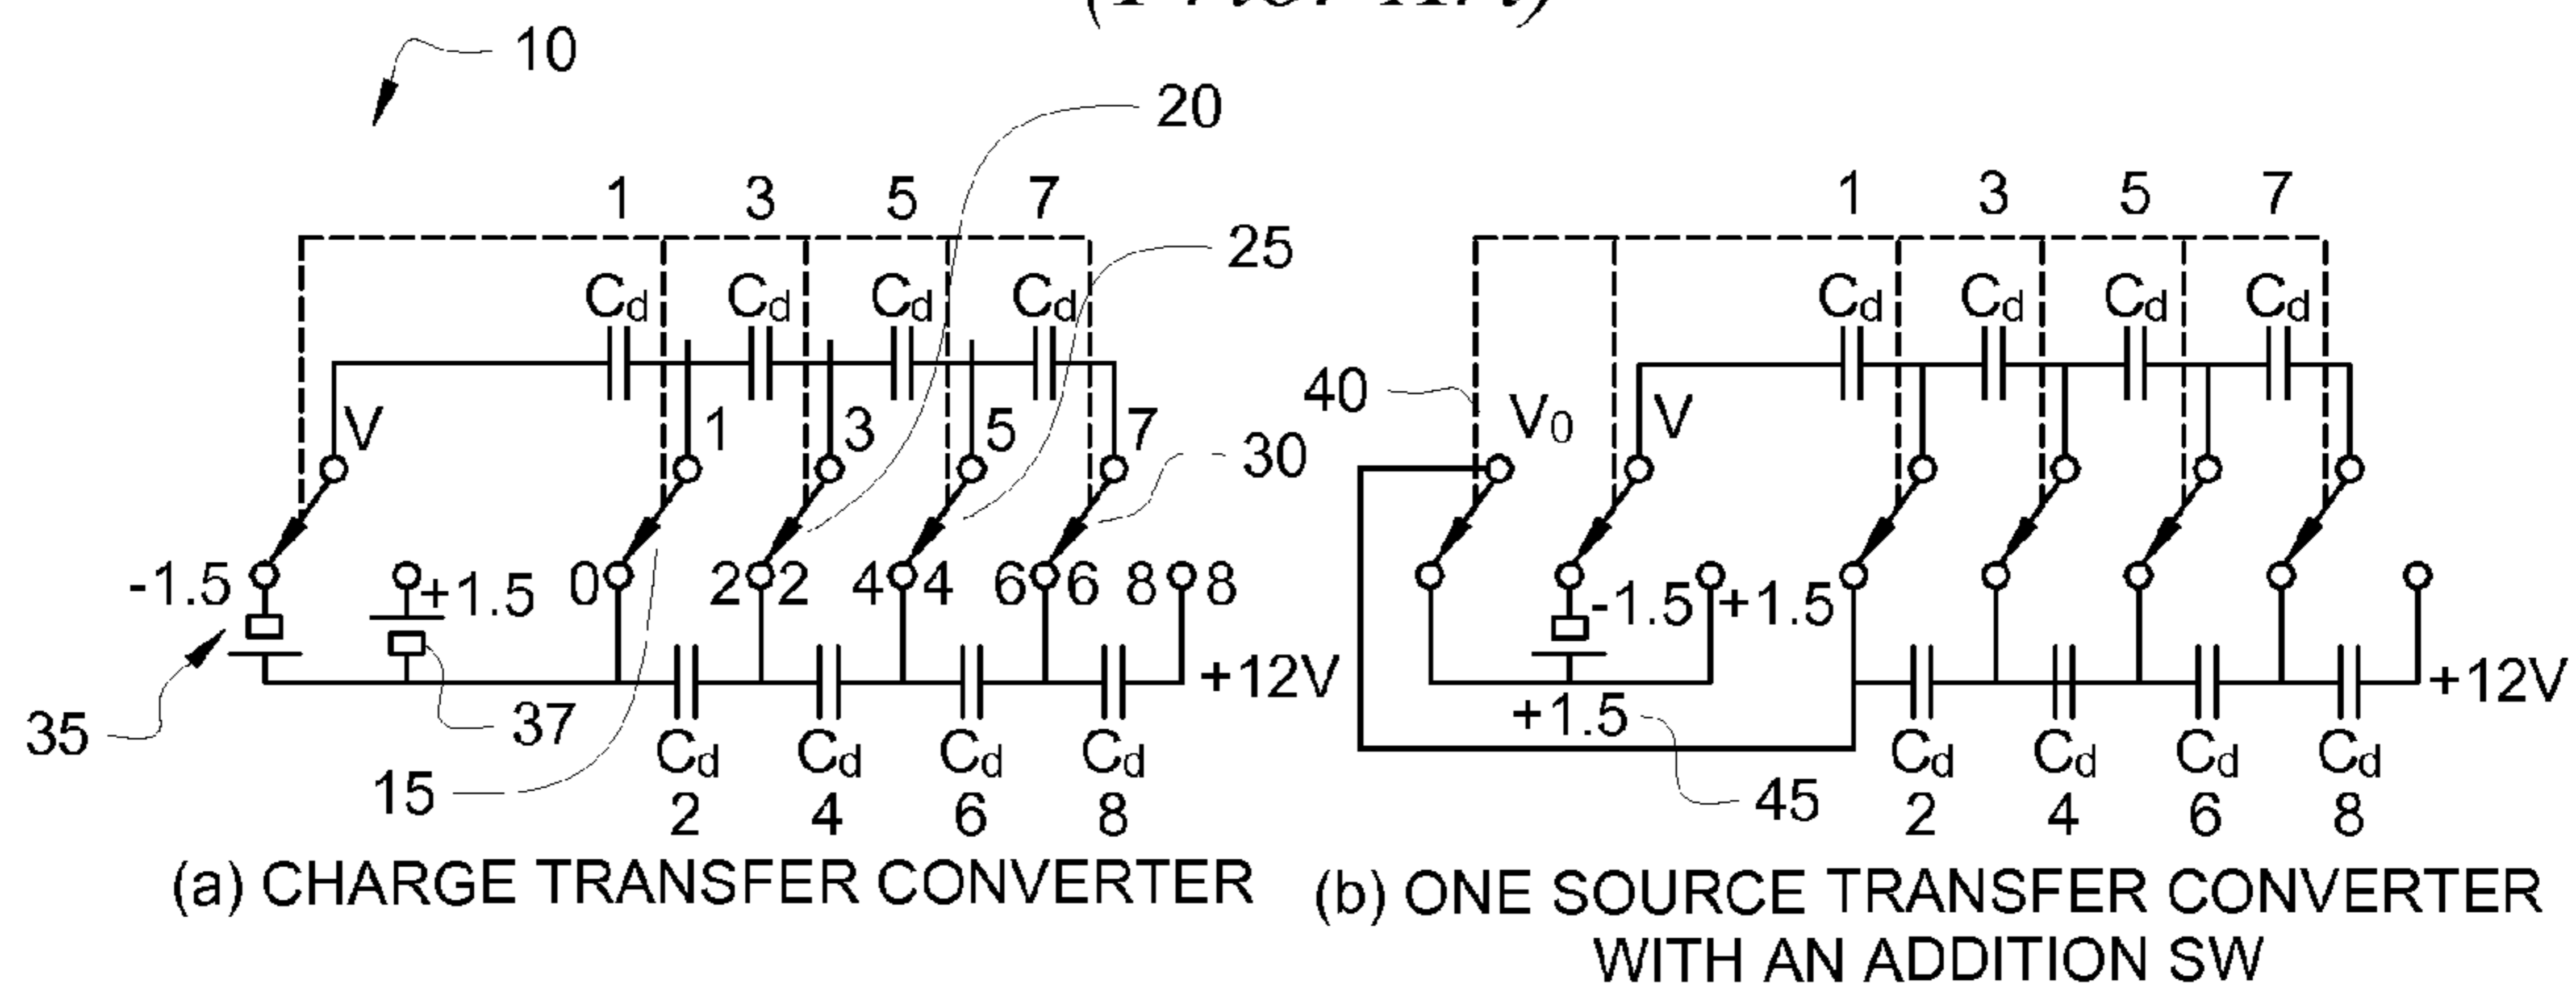 (Prior Art)
10
20
1 3 5 7
1 3 5 7
25
Cd Cd Cd Cd
Cd Cd Cd Cd
40
V 1 3 5 7
V0 V
30
-1.5 +1.5 0 2 2 4 4 6 6 8 8
-1.5 +1.5
+12V
+12V
35
37
+1.5
15
45
Cd Cd Cd Cd
2 4 6 8
Cd Cd Cd Cd
2 4 6 8
(a) CHARGE TRANSFER CONVERTER
(b) ONE SOURCE TRANSFER CONVERTER
WITH AN ADDITION SW